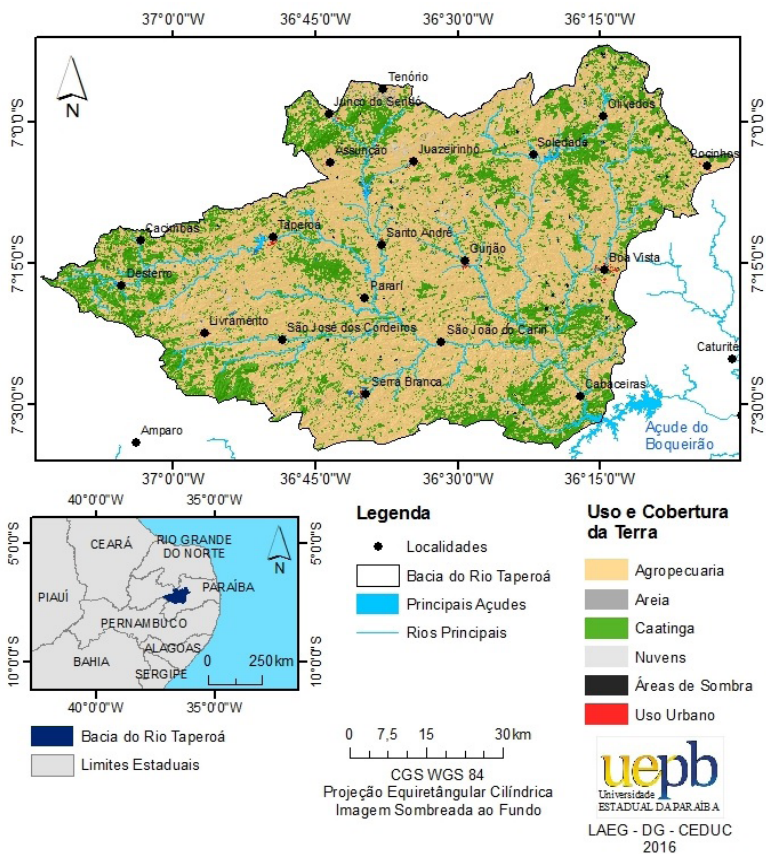 37°0'0"W 36°45'0"W 36°30'0"W 36°15'0"W
7°0'0"S
7°15'0"S
7°30'0"S
N
Tenório
Junco do Seridó
Olivedos
Assunção
Juazeirinho
Soledade
Pocinhos
Cacimbas
Taperoá
Santo André
Gurjão
Boa Vista
Desterro
Parari
Livramento
São José dos Cordeiros
São João do Cariri
Caturité
Serra Branca
Cabaceiras
Amparo
Açude do
Boqueirão
7°0'0"S
7°15'0"S
7°30'0"S
37°0'0"W 36°45'0"W 36°30'0"W 36°15'0"W
40°0'0"W 35°0'0"W
5°0'0"S
10°0'0"S
CEARÁ
RIO GRANDE
DO NORTE
N
PIAUÍ
PARAÍBA
PERNAMBUCO
ALAGOAS
BAHIA
SERGIPE
0 250 km
5°0'0"S
10°0'0"S
40°0'0"W 35°0'0"W
Bacia do Rio Taperoá
Limites Estaduais
Legenda
Localidades
Bacia do Rio Taperoá
Principais Açudes
Rios Principais
0 7,5 15 30 km
CGS WGS 84
Projeção Equiretângular Cilíndrica
Imagem Sombreada ao Fundo
Uso e Cobertura
da Terra
Agropecuaria
Areia
Caatinga
Nuvens
Áreas de Sombra
Uso Urbano
uepb
Universidade
ESTADUAL DA PARAÍBA
LAEG - DG - CEDUC
2016